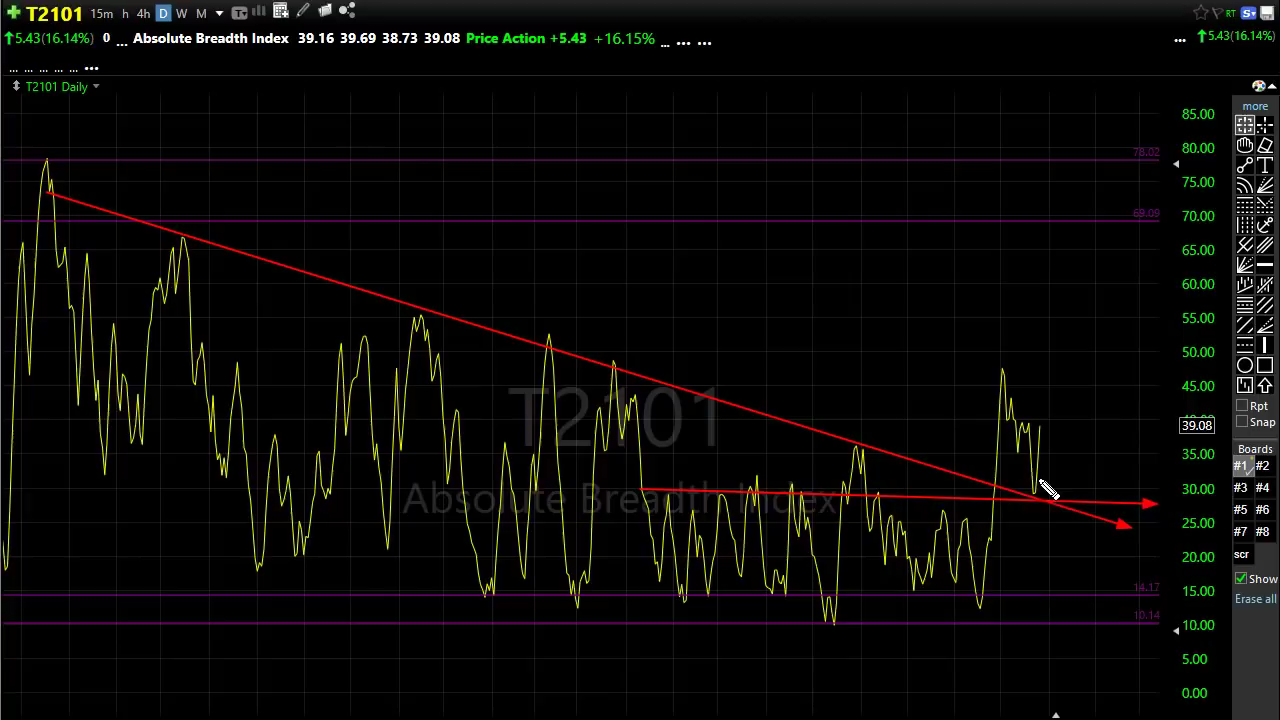 T2101 15m h 4h D W M T RT S
5.43(16.14%) 0 ... Absolute Breadth Index 39.16 39.69 38.73 39.08 Price Action +5.43 +16.15% ... ... ... ... 5.43(16.14%)
... ... ... ... ... ...
T2101 Daily
more
85.00
80.00
78.02
75.00
70.00
69.09
65.00
60.00
55.00
50.00
45.00
40.00
39.08
35.00
30.00
25.00
20.00
15.00
14.17
10.14
10.00
5.00
0.00
T2101
Absolute Breadth Index
T
Rpt
Snap
Boards
#1 #2
#3 #4
#5 #6
#7 #8
scr
Show
Erase all